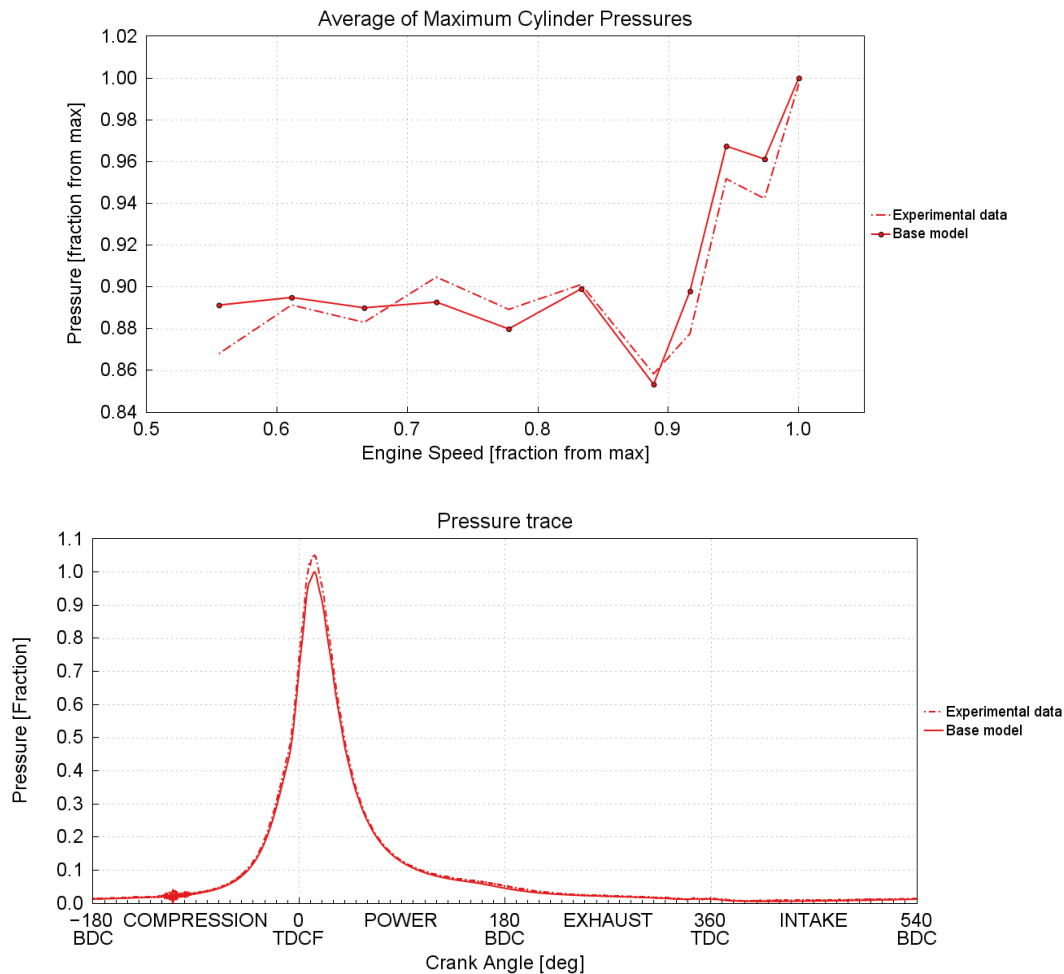 Average of Maximum Cylinder Pressures
1.02
1.00
0.98
0.96
0.94
0.92
0.90
0.88
0.86
0.84
Pressure [fraction from max]
0.5 0.6 0.7 0.8 0.9 1.0
Engine Speed [fraction from max]
Experimental data
Base model
Pressure trace
1.1
1.0
0.9
0.8
0.7
0.6
0.5
0.4
0.3
0.2
0.1
0.0
Pressure [Fraction]
−180 COMPRESSION 0 POWER 180 EXHAUST 360 INTAKE 540
BDC TDCF BDC TDC BDC
Crank Angle [deg]
Experimental data
Base model